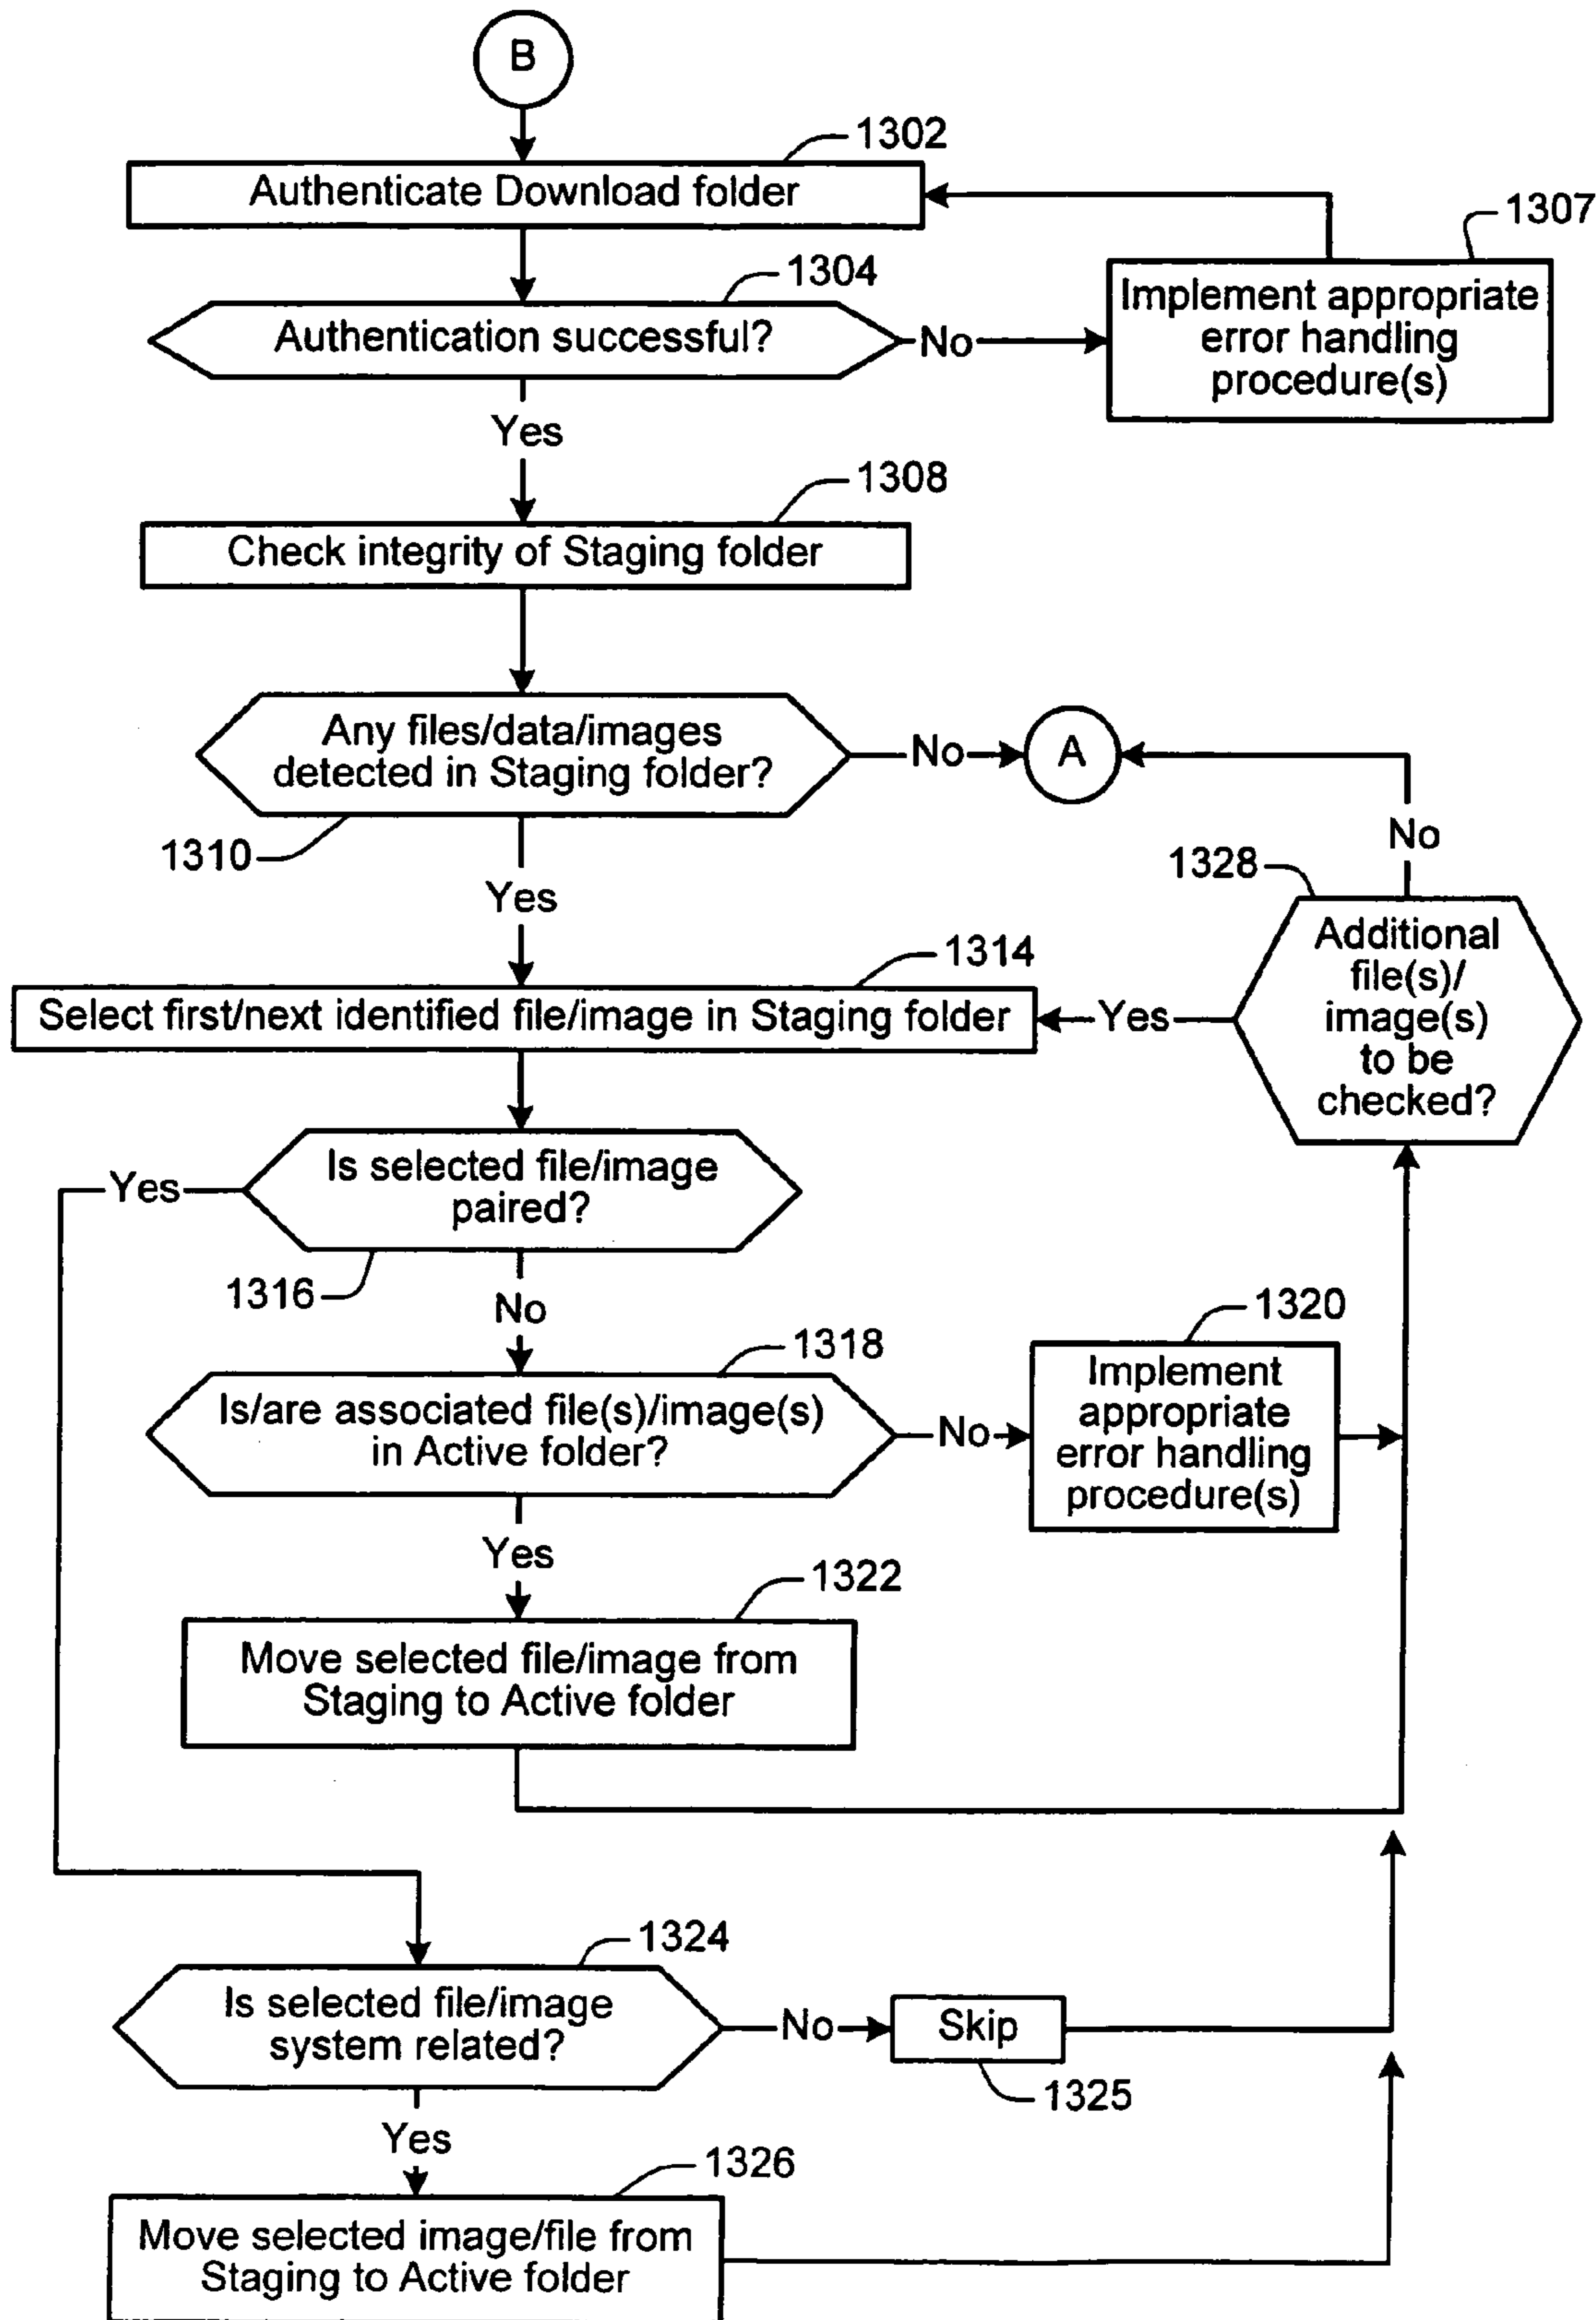 B
1302
Authenticate Download folder
1307
1304
Authentication successful?
No
Implement appropriate
error handling
procedure(s)
Yes
1308
Check integrity of Staging folder
Any files/data/images
detected in Staging folder?
No
A
1310
No
1328
Yes
Additional
file(s)/
image(s)
to be
checked?
1314
Select first/next identified file/image in Staging folder
Yes
Is selected file/image
paired?
Yes
1316
No
1320
1318
Is/are associated file(s)/image(s)
in Active folder?
No
Implement
appropriate
error handling
procedure(s)
Yes
1322
Move selected file/image from
Staging to Active folder
1324
Is selected file/image
system related?
No
Skip
1325
Yes
1326
Move selected image/file from
Staging to Active folder